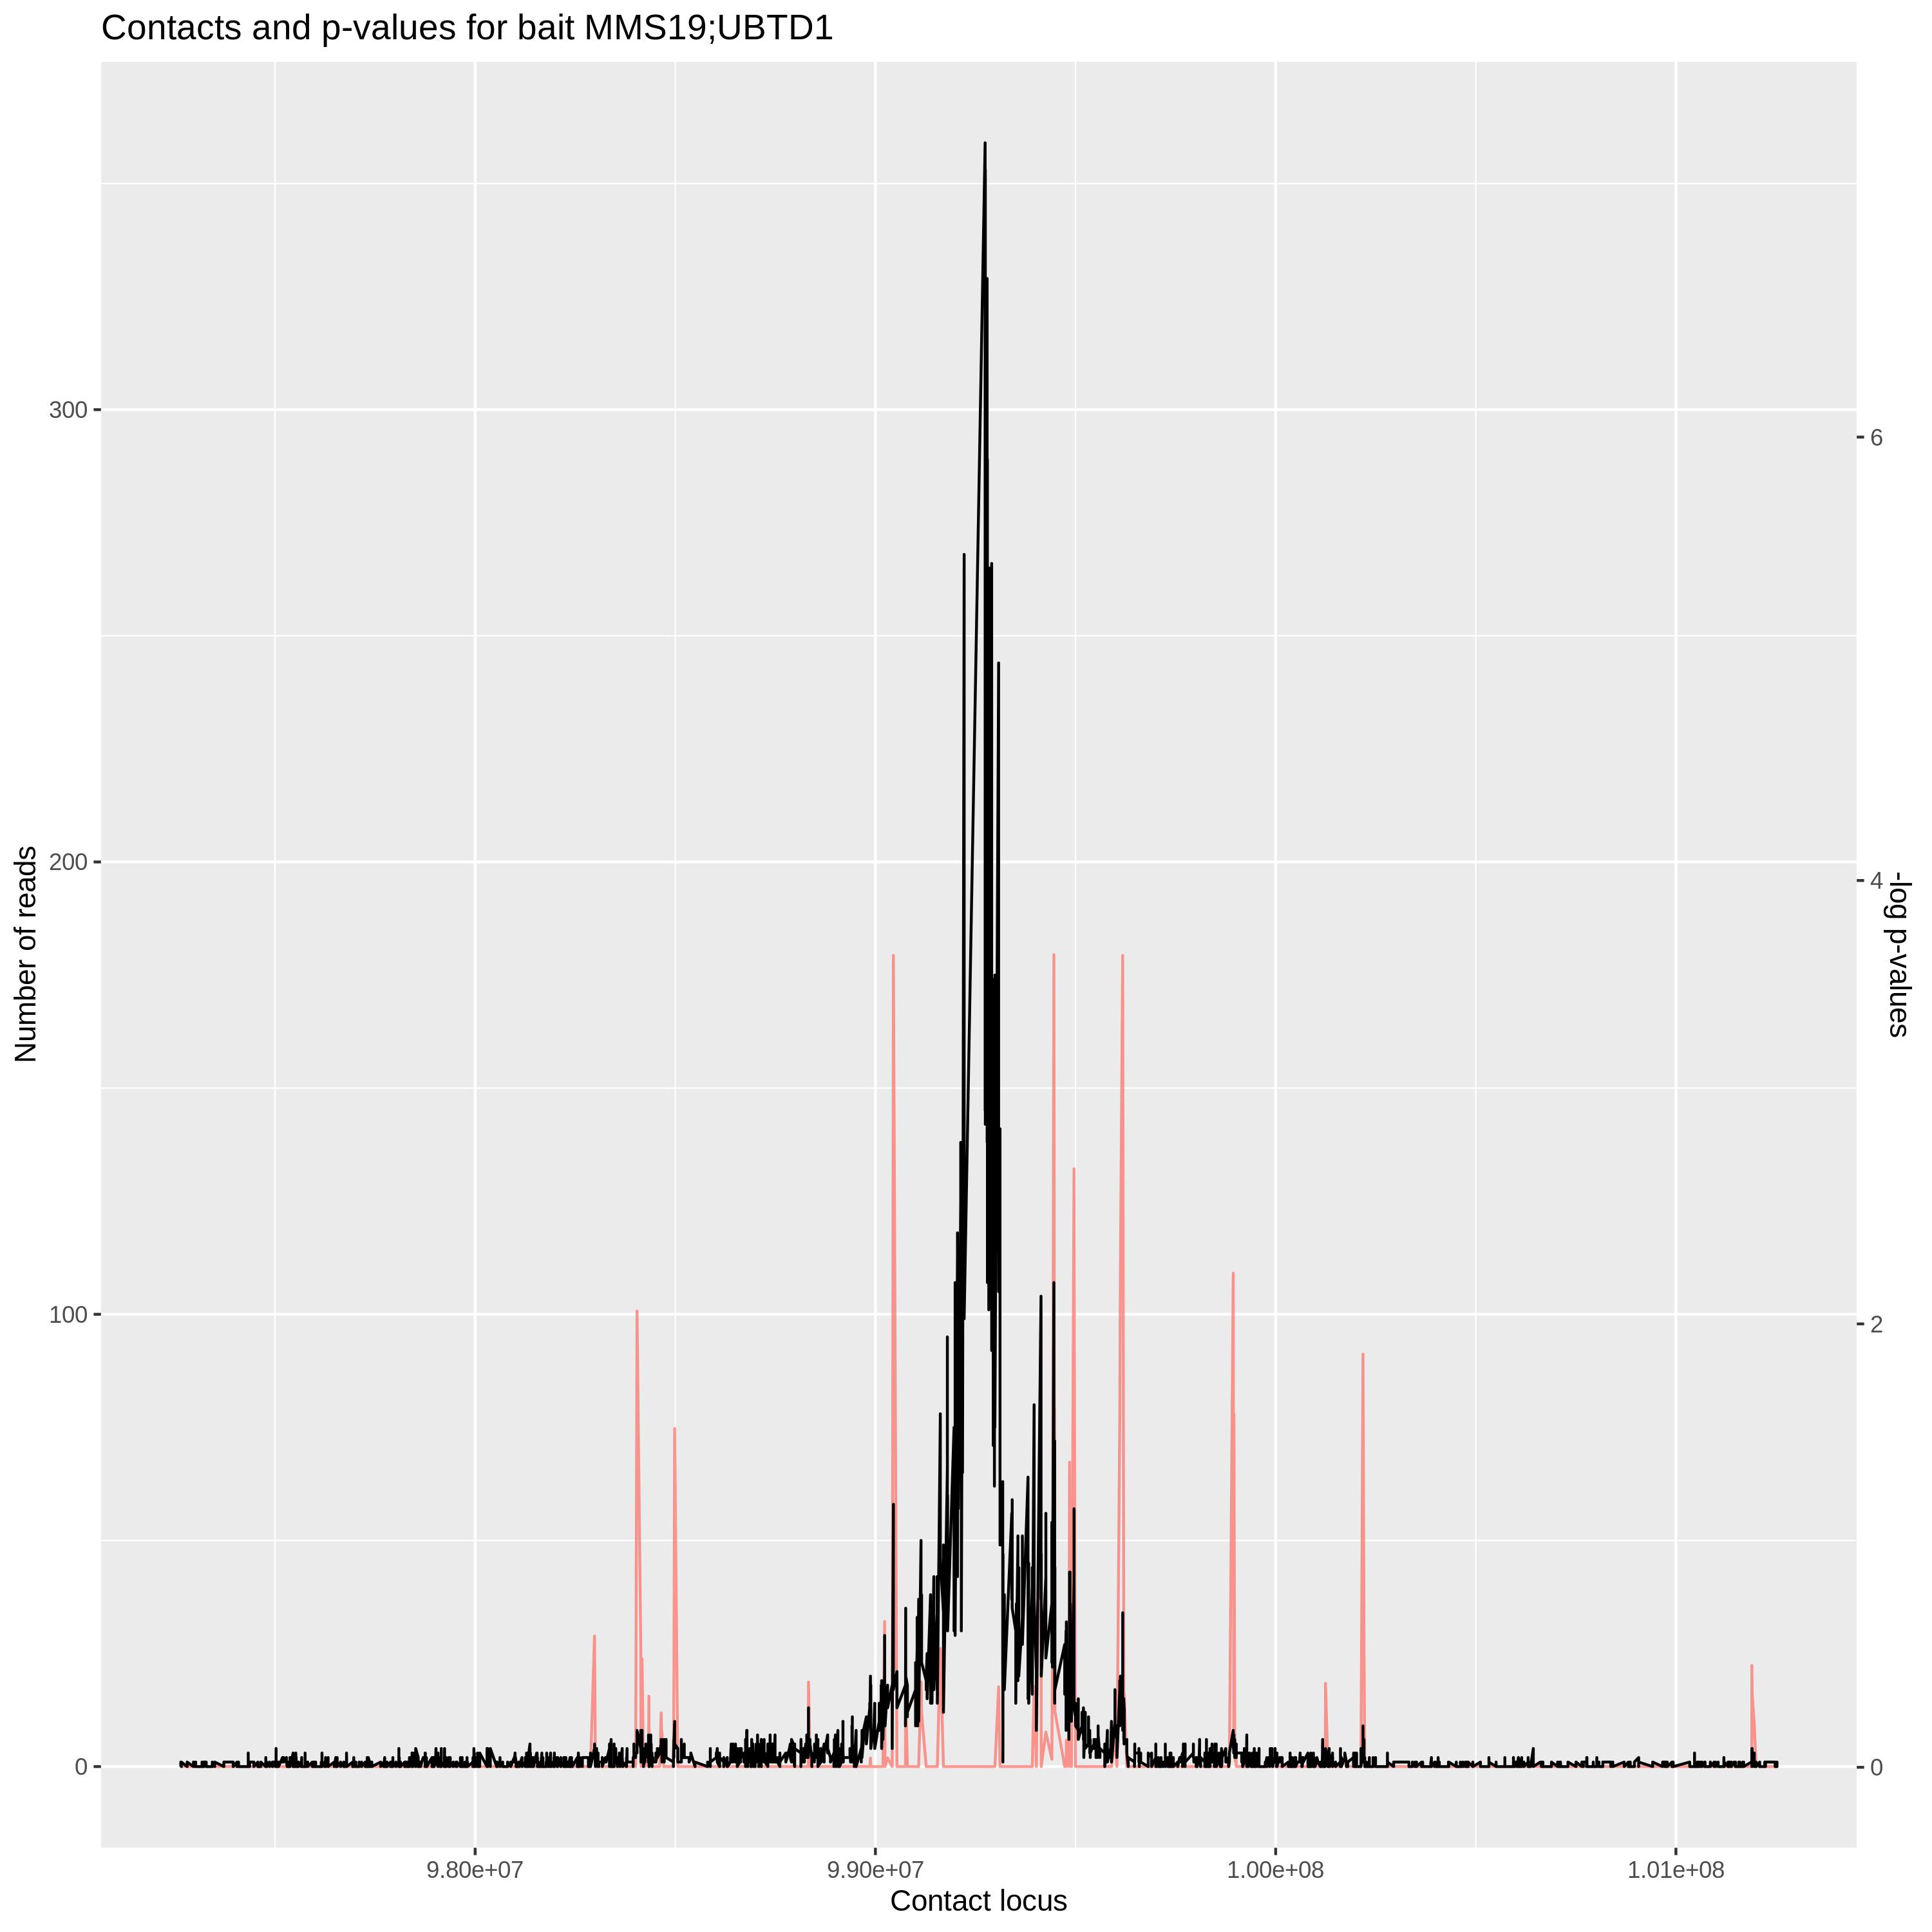 Contacts and p-values for bait MMS19;UBTD1
300
200
100
0
Number of reads
6
4
2
0
-log p-values
9.80e+07
9.90e+07
1.00e+08
1.01e+08
Contact locus